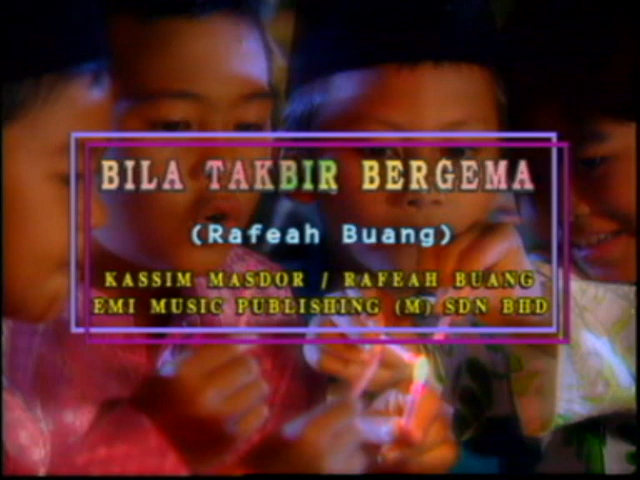 BILA TAKBIR BERGEMA
(Rafeah Buang)
KASSIM MASDOR / RAFEAH BUANG
EMI MUSIC PUBLISHING (M) SDN BHD